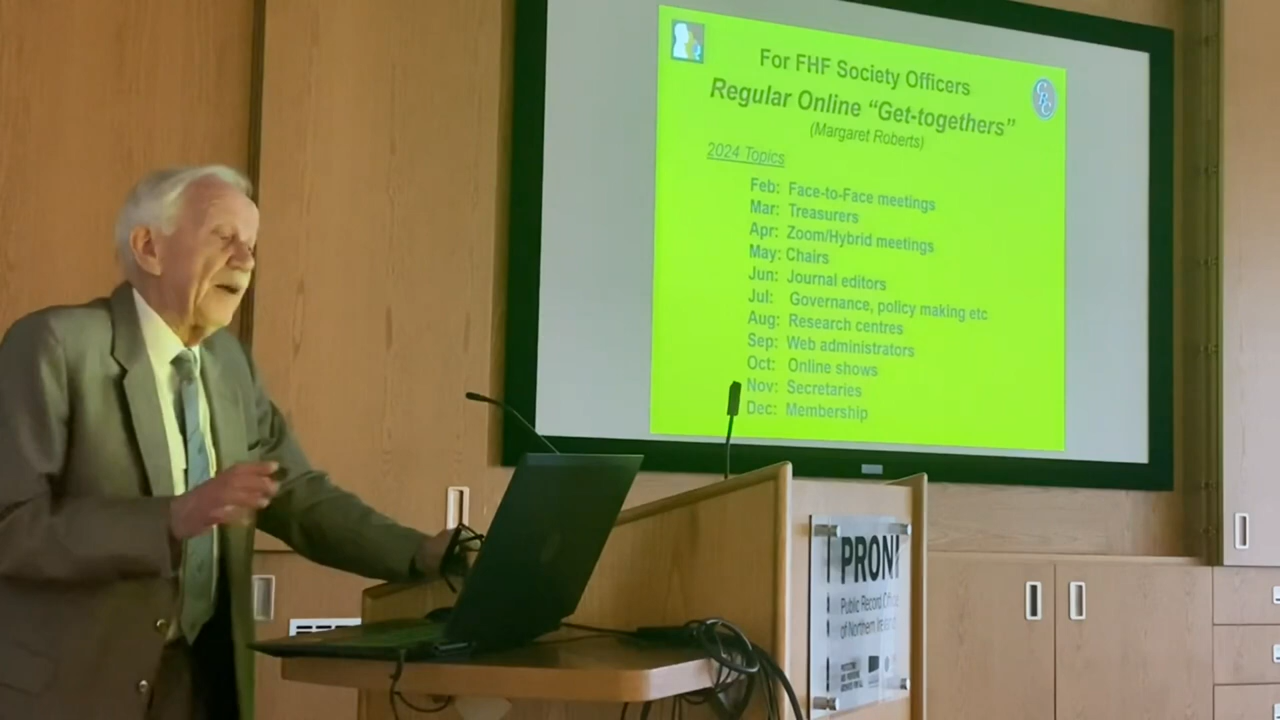 For FHF Society Officers
Regular Online “Get-togethers”
(Margaret Roberts)
2024 Topics
Feb: Face-to-Face meetings
Mar: Treasurers
Apr: Zoom/Hybrid meetings
May: Chairs
Jun: Journal editors
Jul: Governance, policy making etc
Aug: Research centres
Sep: Web administrators
Oct: Online shows
Nov: Secretaries
Dec: Membership
PRONI
Public Record Office
of Northern Ireland